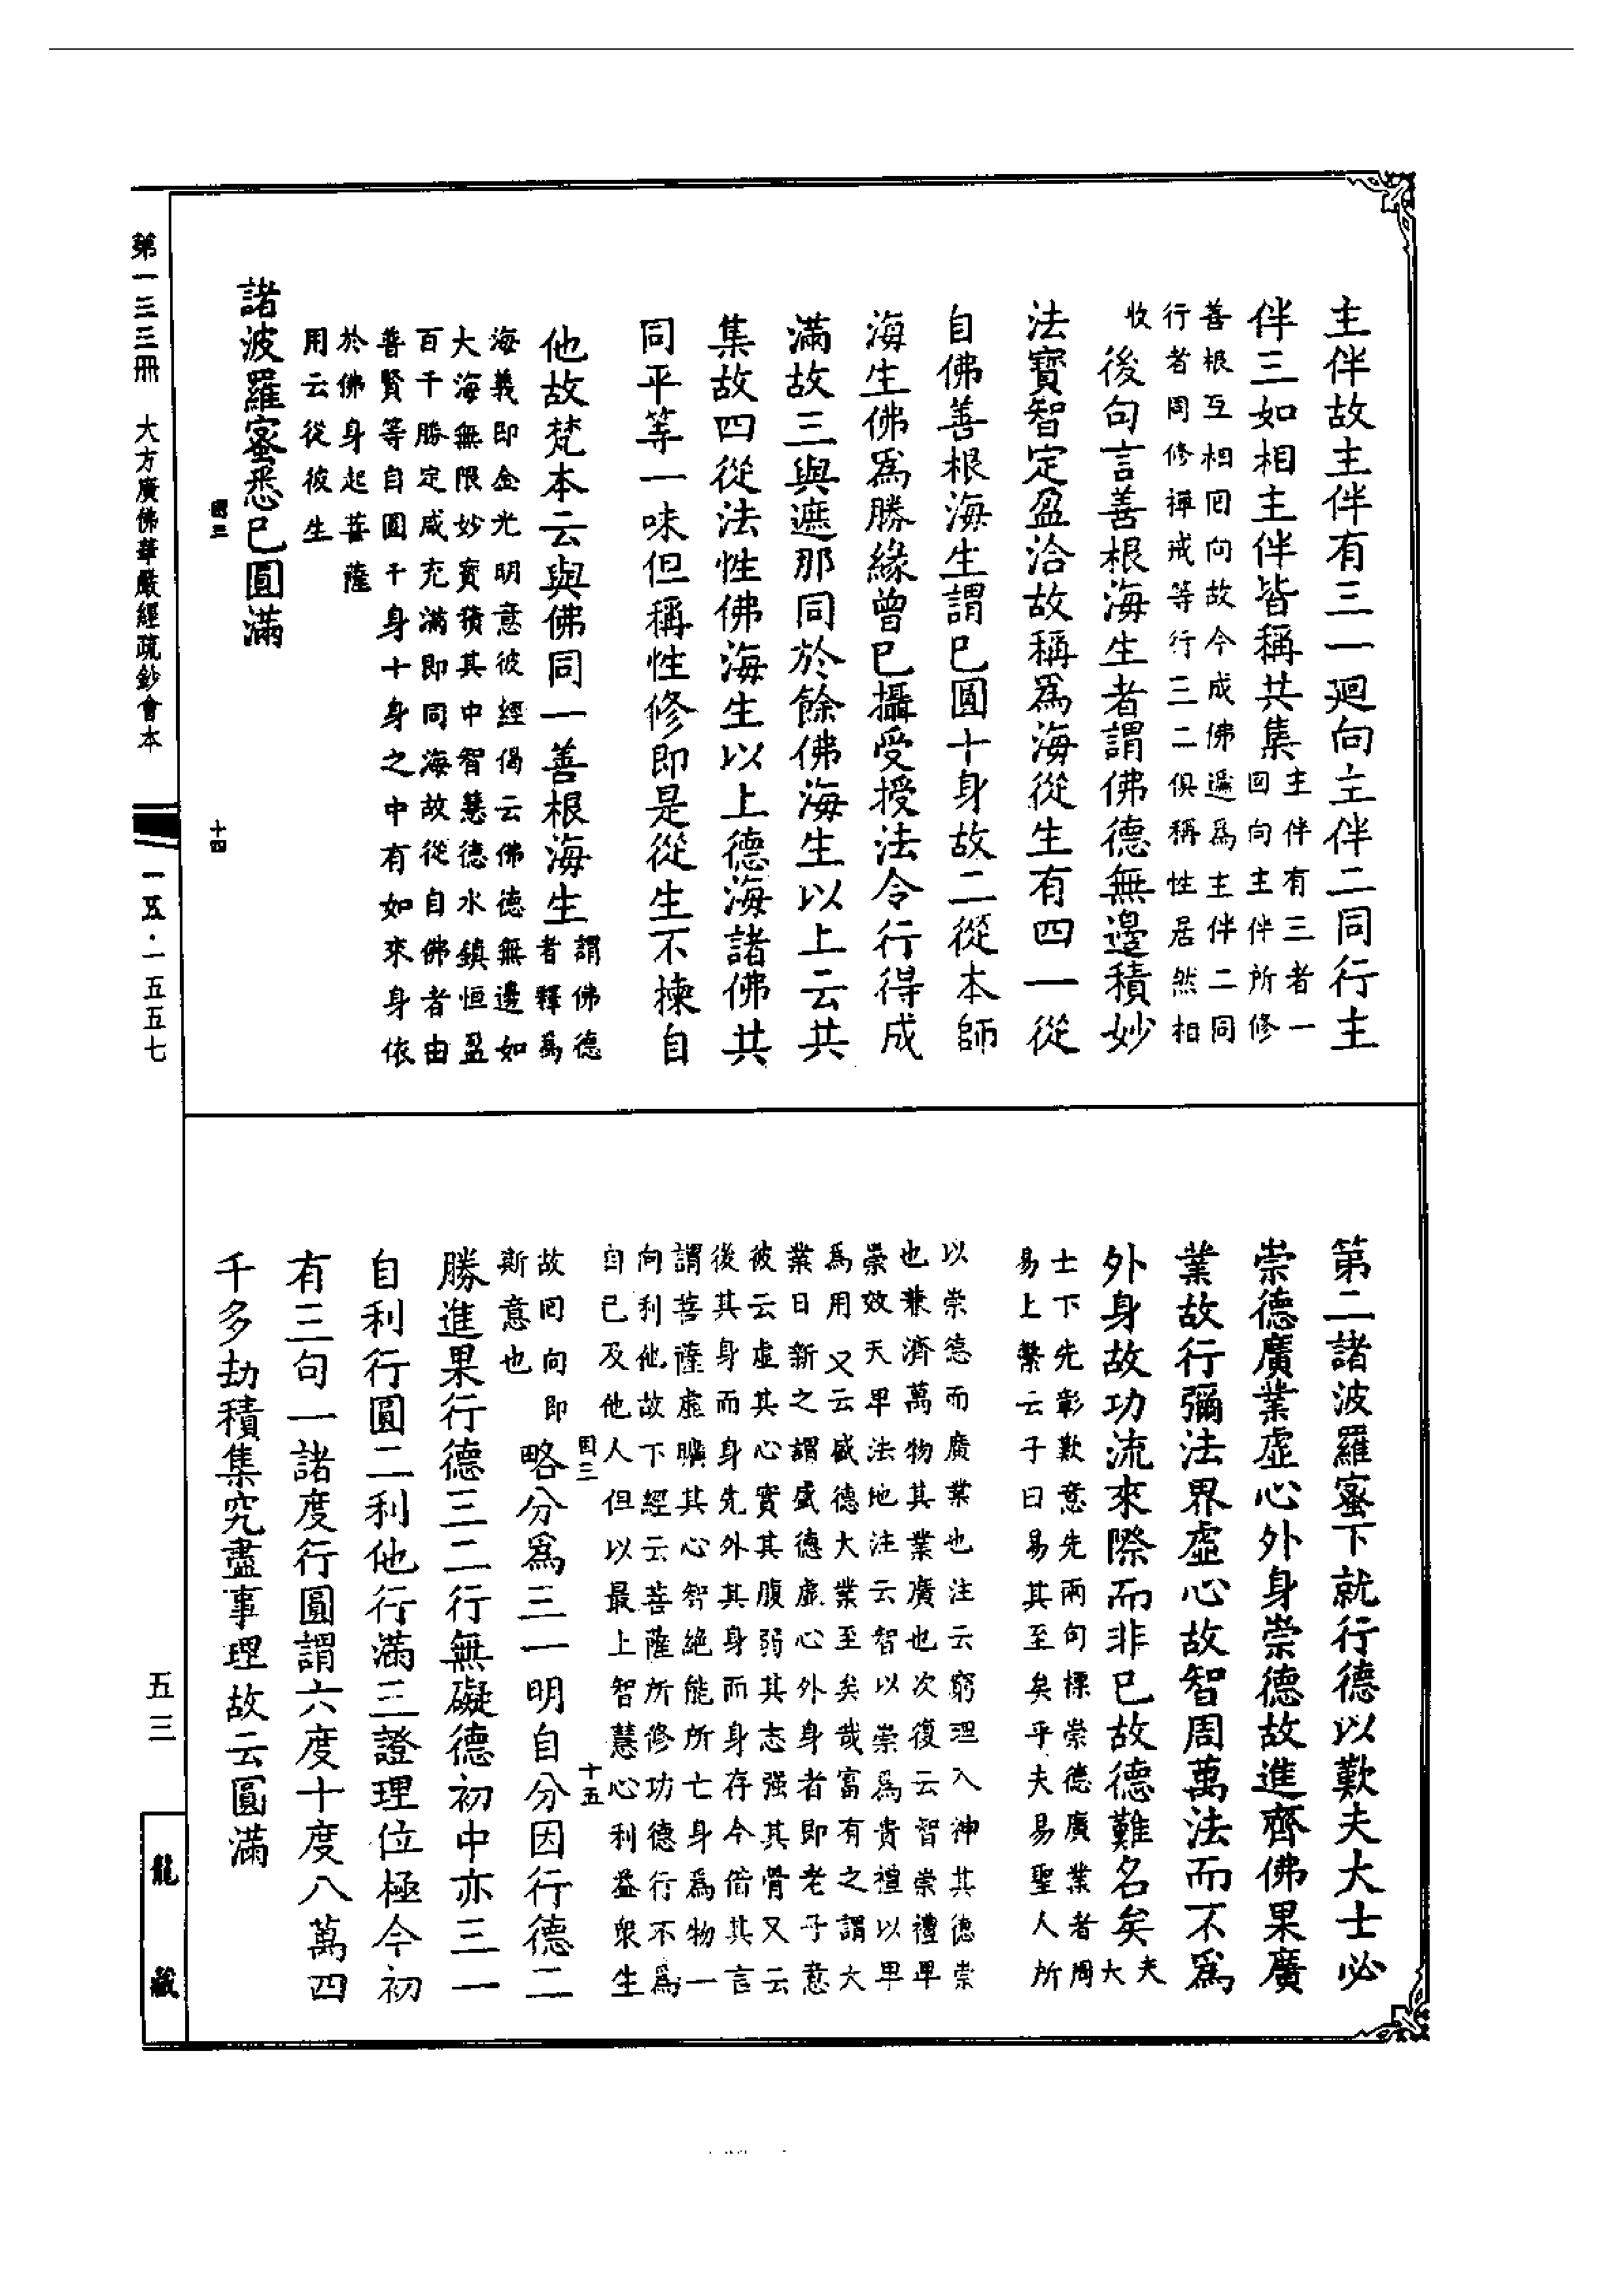 主伴故主伴有三一廻向主伴二同行主
伴三如相主伴皆稱共集主伴有三者一
回向主伴所修
善根互相回向故今成佛遞爲主伴二同
行者同修禪戒等行三二俱稱性居然相
收
後句言善根海生者謂佛德無邊積妙
法寶智定盈洽故稱爲海從生有四一從
自佛善根海生謂已圓十身故二從本師
海生佛爲勝緣曾已攝受授法令行得成
滿故三與遮那同於餘佛海生以上云共
集故四從法性佛海生以上德海諸佛共
同平等一味但稱性修即是從生不揀自
他故梵本云與佛同一善根海生謂佛德
者釋爲
海義即金光明意彼經偈云佛德無邊如
大海無限妙寶積其中智慧德水鎮恒盈
百千勝定咸充滿即同海故從自佛者由
普賢等自圓十身十身之中有如來身依
於佛身起菩薩
用云從彼生
諸波羅蜜悉已圓滿
國三
十四
第二諸波羅蜜下就行德以歎夫大士必
崇德廣業虛心外身崇德故進齊佛果廣
業故行彌法界虛心故智周萬法而不爲
外身故功流來際而非已故德難名矣夫
大
士下先彰歎意先兩句標崇德廣業者周
易上繫云子曰易其至矣乎夫易聖人所
以崇德而廣業也注云窮理入神其德崇
也兼濟萬物其業廣也次復云智崇禮卑
崇效天卑法地注云智以崇爲貴禮以卑
爲用又云盛德大業至矣哉富有之謂大
業日新之謂盛德虛心外身者即老子意
彼云虛其心實其腹弱其志强其骨又云
後其身而身先外其身而身存今借其言
謂菩薩虛曠其心智絕能所亡身爲物一
向利他故下經云菩薩所修功德行不爲
自己及他人但以最上智慧心利益衆生
故回向即
斯意也
國三
十五
略分爲三一明自分因行德二
勝進果行德三二行無礙德初中亦三一
自利行圓二利他行滿三證理位極今初
有三句一諸度行圓謂六度十度八萬四
千多劫積集究盡事理故云圓滿
第一三三冊　大方廣佛華嚴經疏鈔會本
一五·一五五七
五三
龍藏